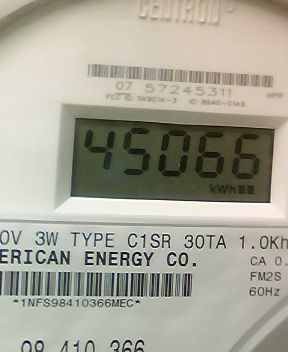 CENTRON®
07 57245311
45066
kWh
0V 3W TYPE C1SR 30TA 1.0Kh
ERICAN ENERGY CO.
CA 0.
*1NFS98410366MEC*
FM2S
60Hz
98 410 366